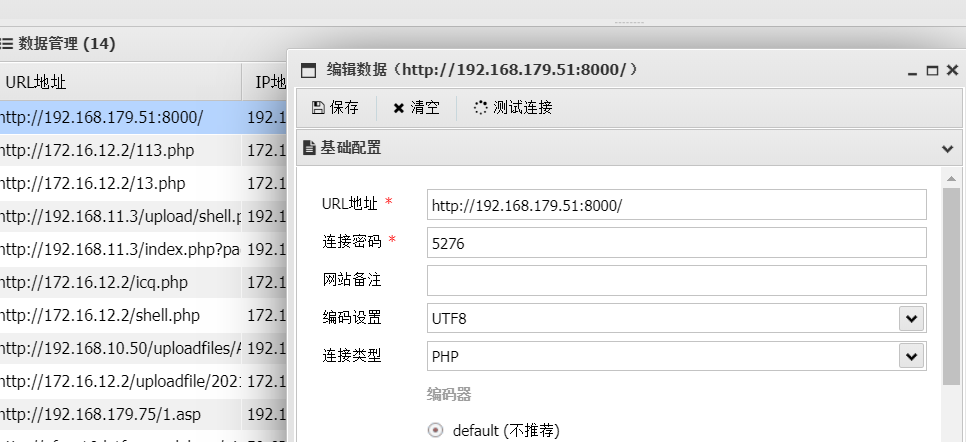 数据管理 (14)
URL地址 IP地
http://192.168.179.51:8000/ 192.1
http://172.16.12.2/113.php 172.1
http://172.16.12.2/13.php 172.1
http://192.168.11.3/upload/shell.p 192.1
http://192.168.11.3/index.php?pa 192.1
http://172.16.12.2/icq.php 172.1
http://172.16.12.2/shell.php 172.1
http://192.168.10.50/uploadfiles/A 192.1
http://172.16.12.2/uploadfile/202 172.1
http://192.168.179.75/1.asp 192.1
编辑数据（http://192.168.179.51:8000/）
保存 清空 测试连接
基础配置
URL地址 * http://192.168.179.51:8000/
连接密码 * 5276
网站备注
编码设置 UTF8
连接类型 PHP
编码器
default (不推荐)